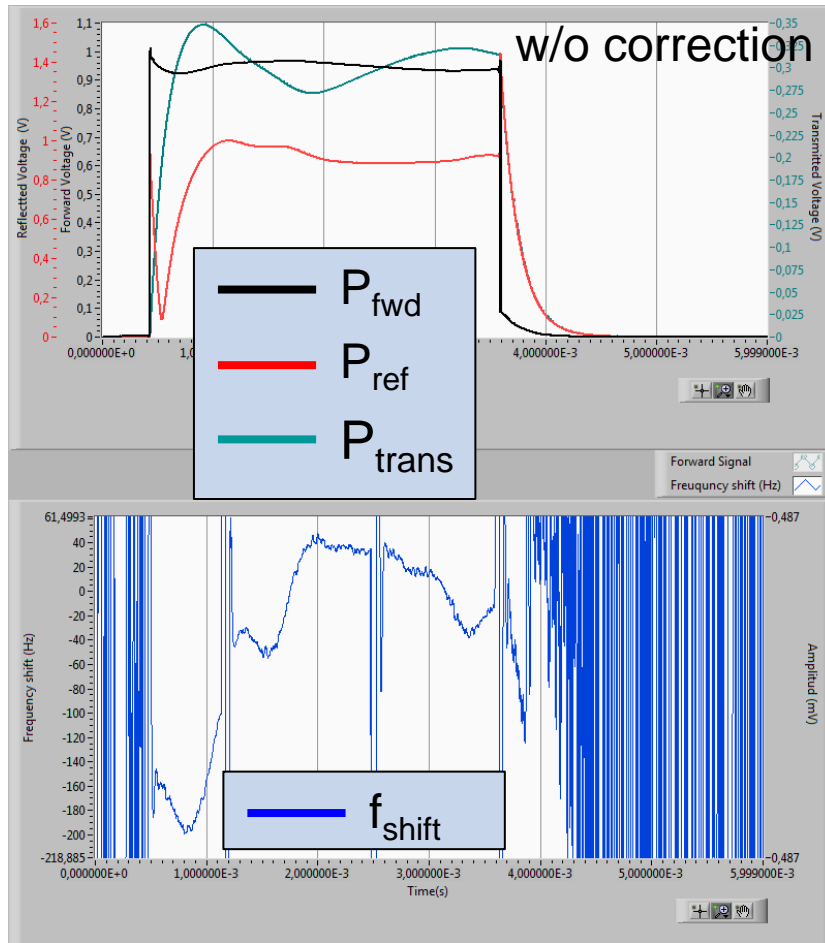 w/o correction
1,6
1,4
1,2
1
0,8
0,6
0,4
0,2
0
Reflectted Voltage (V)
1,1
1
0,9
0,8
0,7
0,6
0,5
0,4
0,3
0,2
0,1
0
Forward Voltage (V)
0,35
0,325
0,3
0,275
0,25
0,225
0,2
0,175
0,15
0,125
0,1
0,075
0,05
0,025
0
Transmitted Voltage (V)
0,000000E+0
4,000000E-3
5,000000E-3
5,999000E-3
Pfwd
Pref
Ptrans
Forward Signal
Freuquncy shift (Hz)
61,4993
40
20
0
-20
-40
-60
-80
-100
-120
-140
-160
-180
-200
-218,885
Frequency shift (Hz)
-0,487
-0,487
Amplitud (mV)
fshift
0,000000E+0
1,000000E-3
2,000000E-3
3,0000000E-3
4,000000E-3
5,000000E-3
5,999000E-3
Time(s)